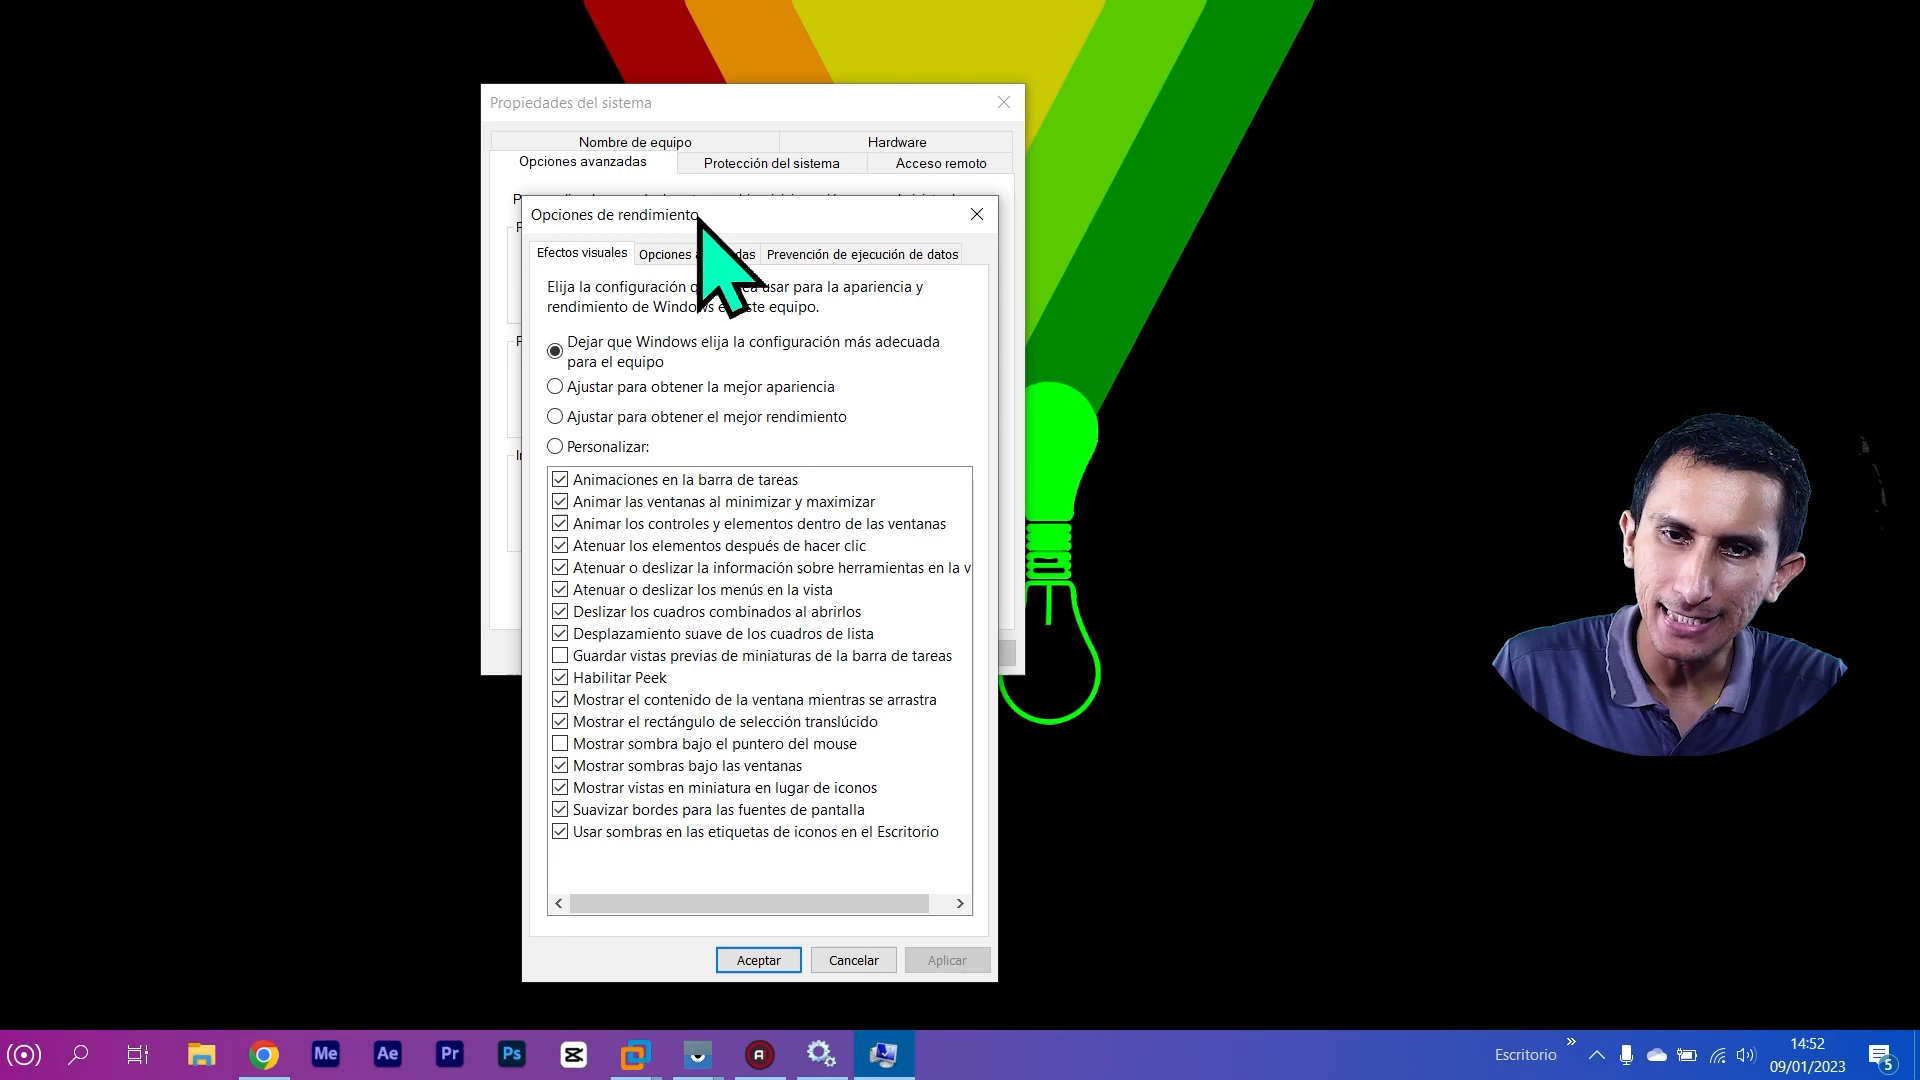 Propiedades del sistema
Nombre de equipo
Hardware
Opciones avanzadas
Protección del sistema
Acceso remoto
Opciones de rendimiento
Efectos visuales
Opciones
Prevención de ejecución de datos
Elija la configuración usar para la apariencia y
rendimiento de Windows equipo.
Dejar que Windows elija la configuración más adecuada
para el equipo
Ajustar para obtener la mejor apariencia
Ajustar para obtener el mejor rendimiento
Personalizar:
Animaciones en la barra de tareas
Animar las ventanas al minimizar y maximizar
Animar los controles y elementos dentro de las ventanas
Atenuar los elementos después de hacer clic
Atenuar o deslizar la información sobre herramientas en la v
Atenuar o deslizar los menús en la vista
Deslizar los cuadros combinados al abrirlos
Desplazamiento suave de los cuadros de lista
Guardar vistas previas de miniaturas de la barra de tareas
Habilitar Peek
Mostrar el contenido de la ventana mientras se arrastra
Mostrar el rectángulo de selección translúcido
Mostrar sombra bajo el puntero del mouse
Mostrar sombras bajo las ventanas
Mostrar vistas en miniatura en lugar de iconos
Suavizar bordes para las fuentes de pantalla
Usar sombras en las etiquetas de iconos en el Escritorio
Aceptar
Cancelar
Aplicar
Me
Ae
Pr
Ps
A
Escritorio
14:52
09/01/2023
5